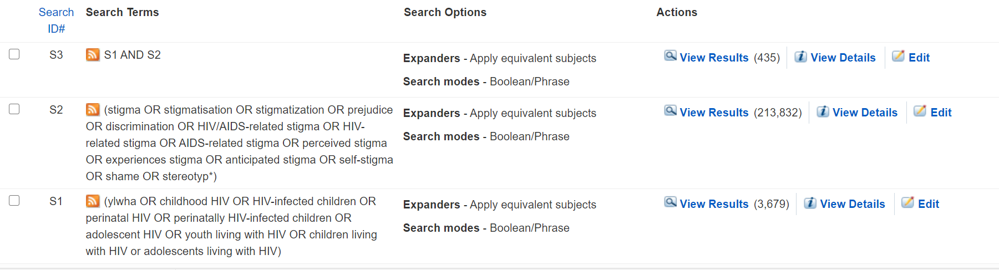 Search ID# Search Terms Search Options Actions
S3 S1 AND S2
Expanders - Apply equivalent subjects
Search modes - Boolean/Phrase
View Results (435) View Details Edit
S2 (stigma OR stigmatisation OR stigmatization OR prejudice
OR discrimination OR HIV/AIDS-related stigma OR HIV-
related stigma OR AIDS-related stigma OR perceived stigma
OR experiences stigma OR anticipated stigma OR self-stigma
OR shame OR stereotyp*)
Expanders - Apply equivalent subjects
Search modes - Boolean/Phrase
View Results (213,832) View Details Edit
S1 (ylwha OR childhood HIV OR HIV-infected children OR
perinatal HIV OR perinatally HIV-infected children OR
adolescent HIV OR youth living with HIV OR children living
with HIV or adolescents living with HIV)
Expanders - Apply equivalent subjects
Search modes - Boolean/Phrase
View Results (3,679) View Details Edit